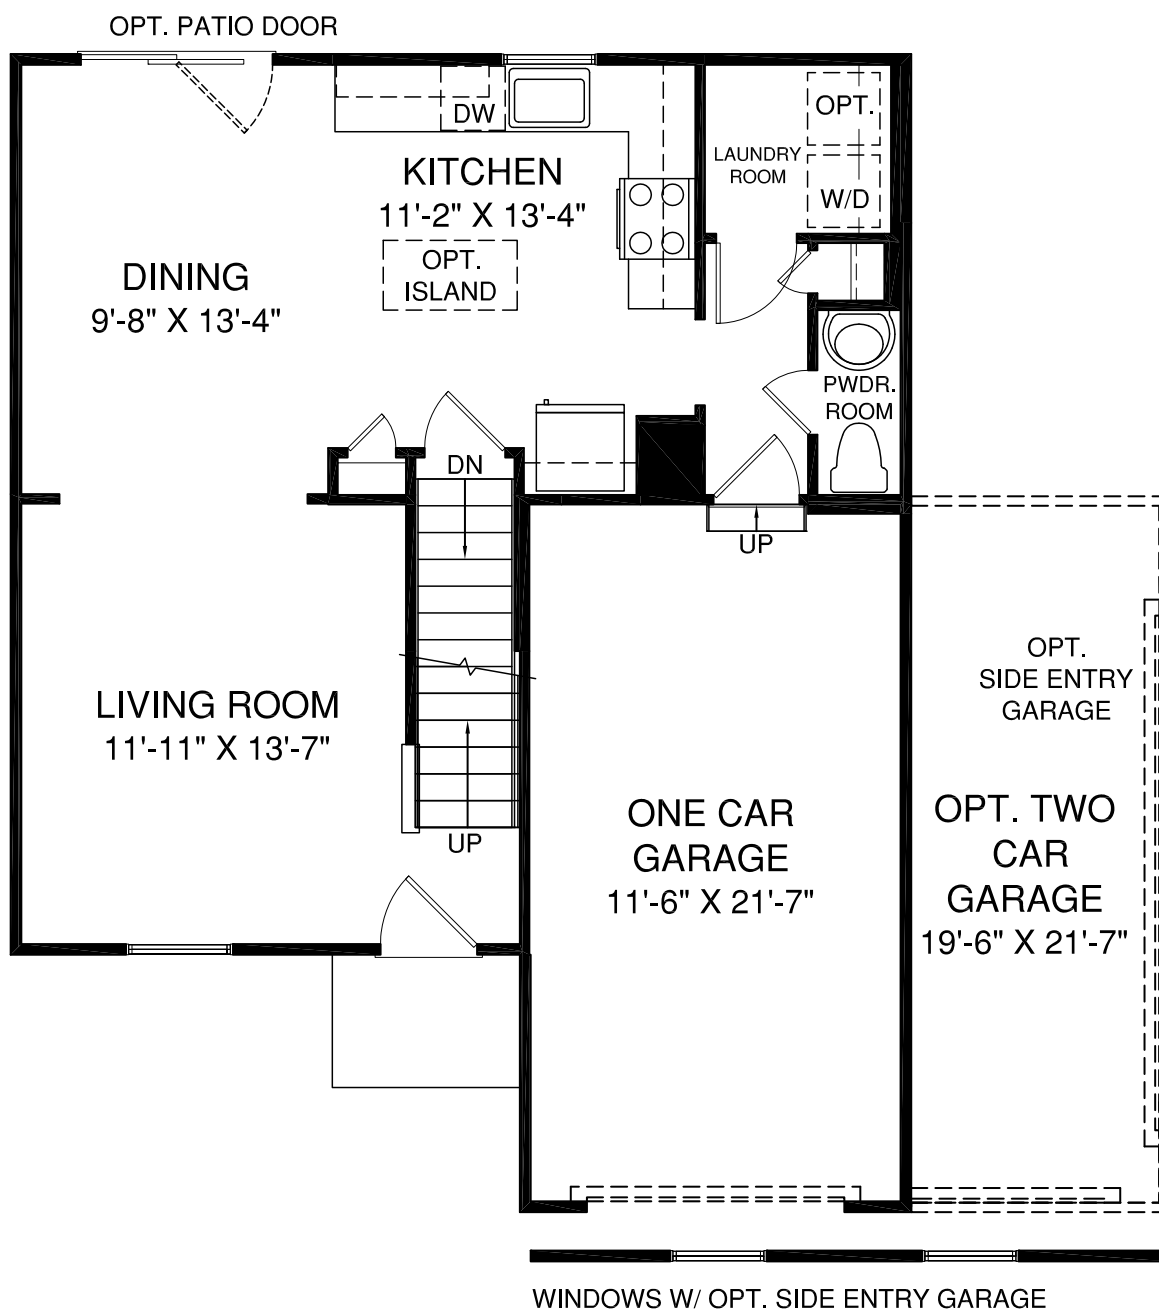 OPT. PATIO DOOR
DW
OPT.
KITCHEN
11'-2" X 13'-4"
LAUNDRY
ROOM
W/D
OPT.
ISLAND
DINING
9'-8" X 13'-4"
PWDR.
ROOM
DN
UP
OPT.
SIDE ENTRY
GARAGE
LIVING ROOM
11'-11" X 13'-7"
UP
ONE CAR
GARAGE
11'-6" X 21'-7"
OPT. TWO
CAR
GARAGE
19'-6" X 21'-7"
WINDOWS W/ OPT. SIDE ENTRY GARAGE